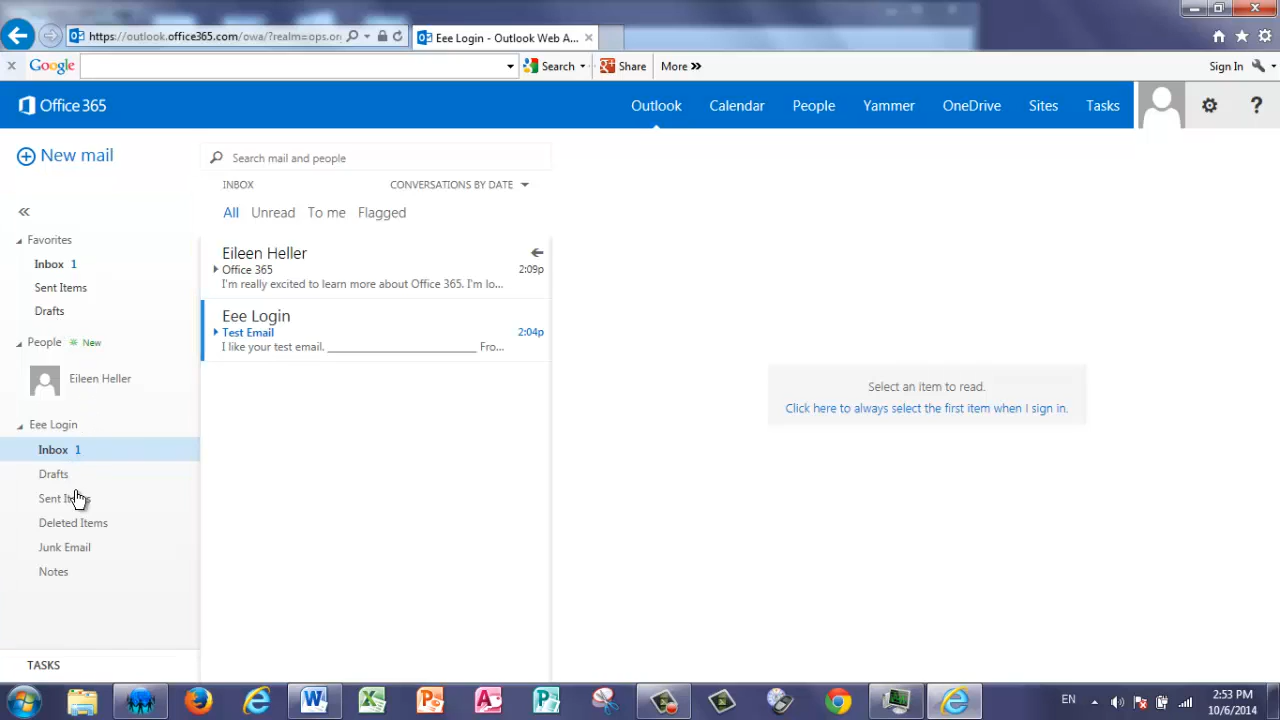 https://outlook.office365.com/owa/?realm=ops.or
Eee Login - Outlook Web A...
Google
Search
Share
More »
Sign In
Office 365
Outlook
Calendar
People
Yammer
OneDrive
Sites
Tasks
?
New mail
Search mail and people
INBOX
CONVERSATIONS BY DATE
All
Unread
To me
Flagged
Favorites
Inbox 1
Sent Items
Drafts
People
New
Eileen Heller
Eee Login
Inbox 1
Drafts
Sent Items
Deleted Items
Junk Email
Notes
TASKS
Eileen Heller
Office 365
2:09p
I'm really excited to learn more about Office 365. I'm lo...
Eee Login
Test Email
2:04p
I like your test email. ________________________ Fro...
Select an item to read.
Click here to always select the first item when I sign in.
EN
2:53 PM
10/6/2014